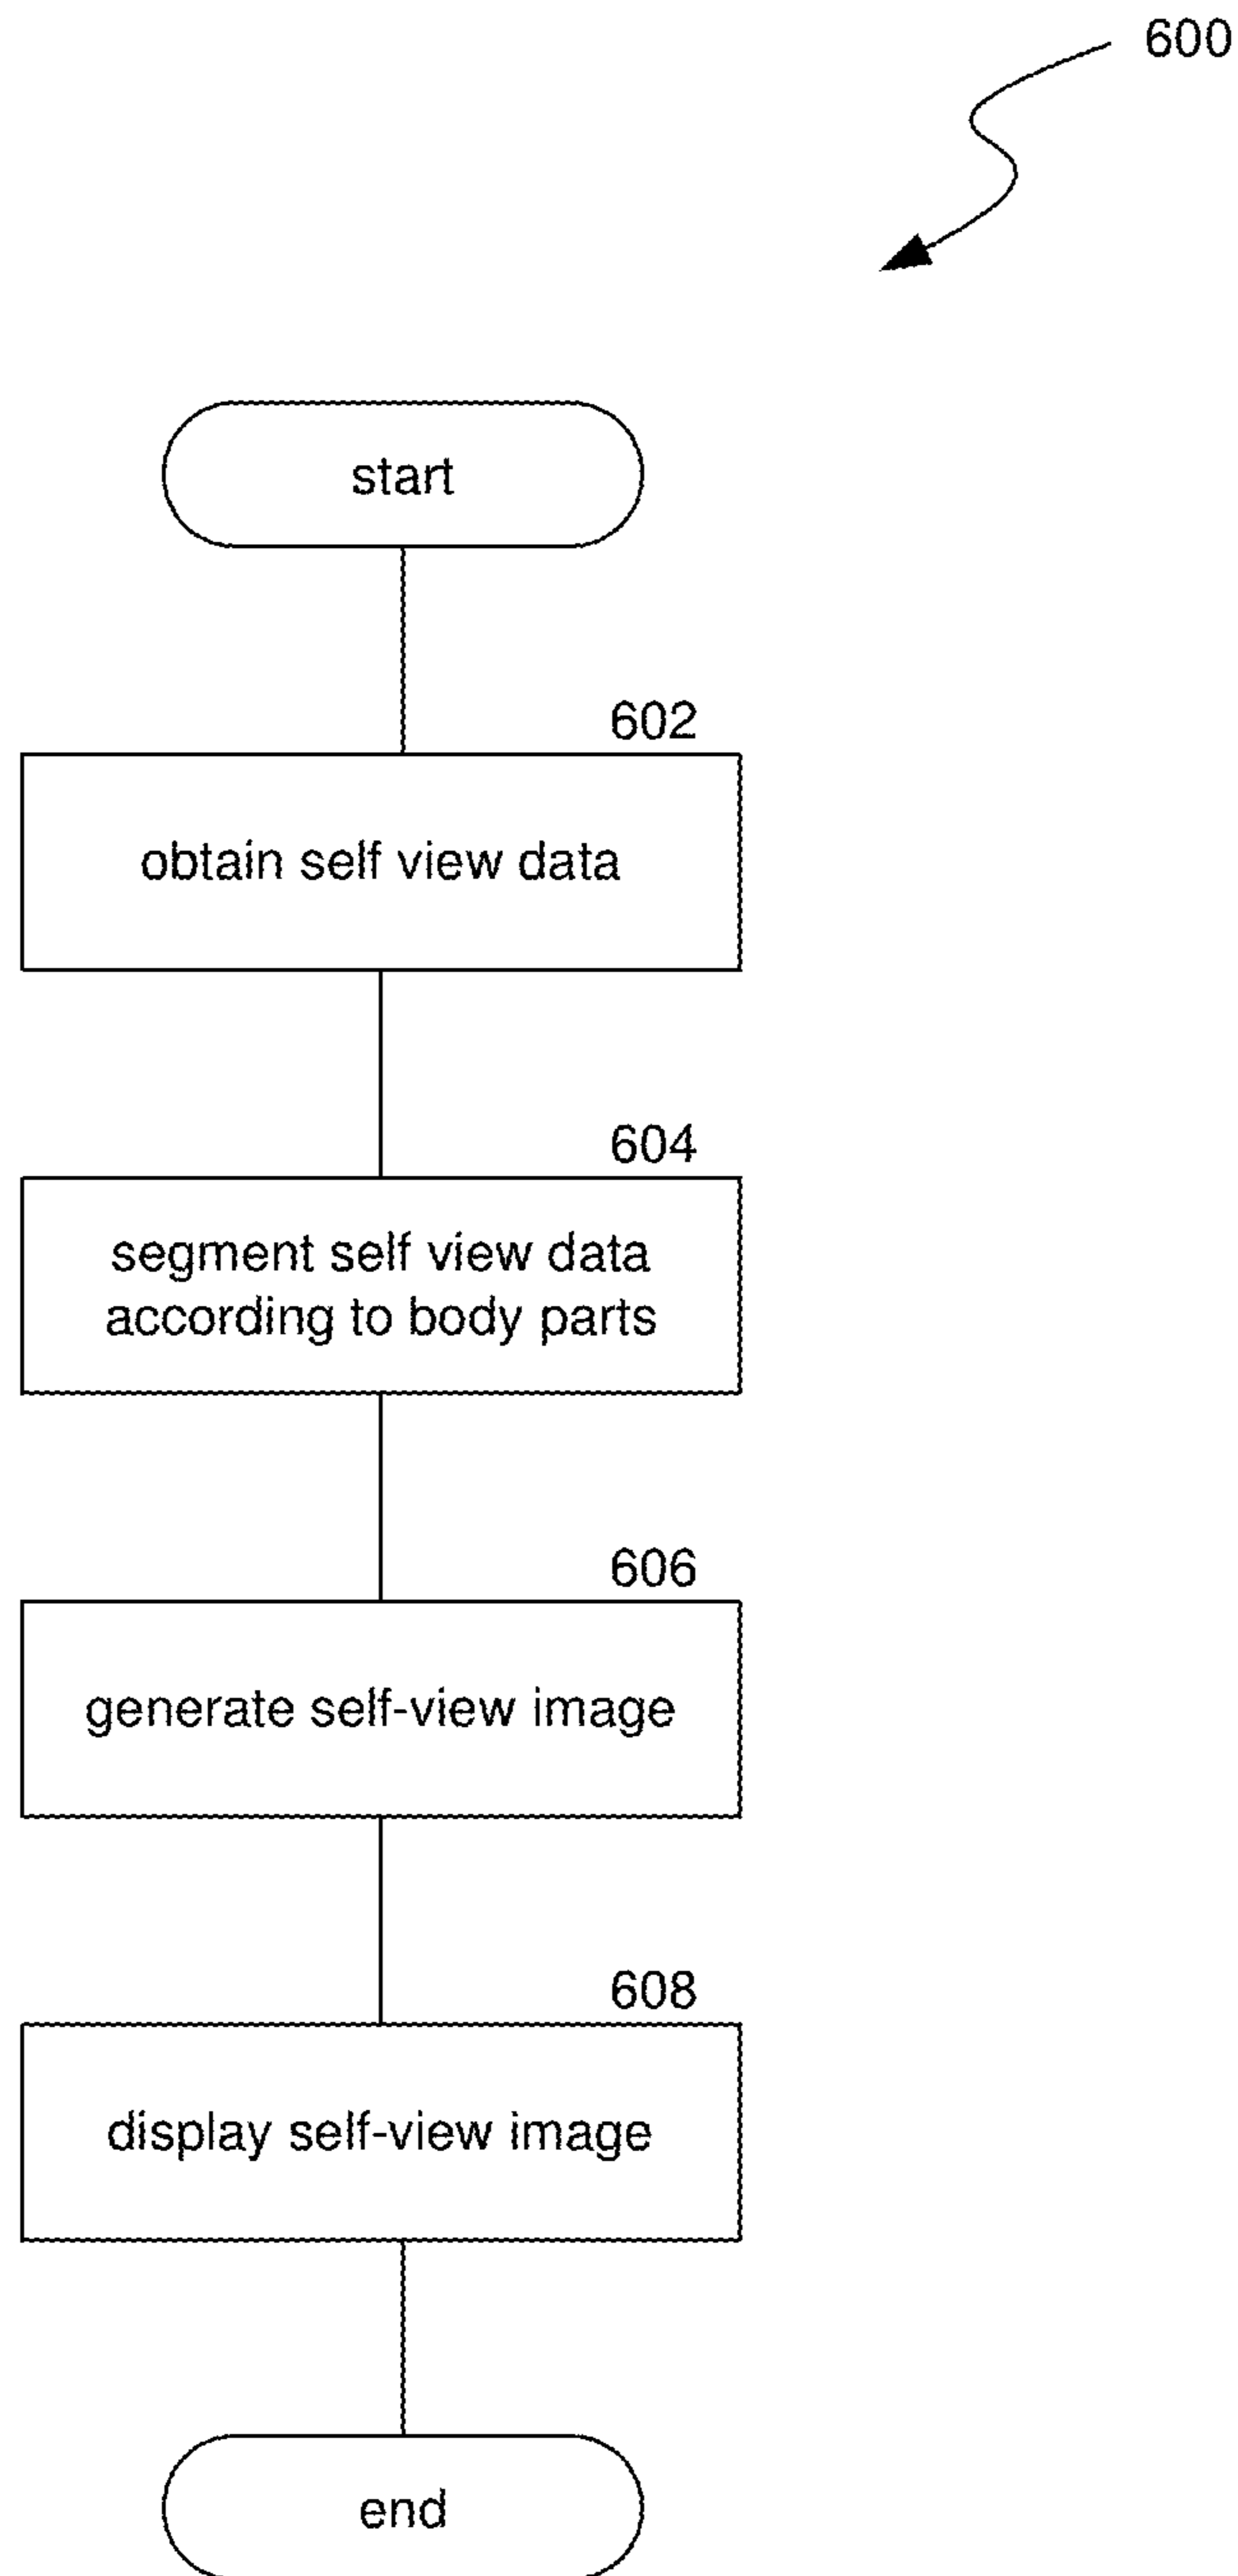 600
start
602
obtain self view data
604
segment self view data
according to body parts
606
generate self-view image
608
display self-view image
end